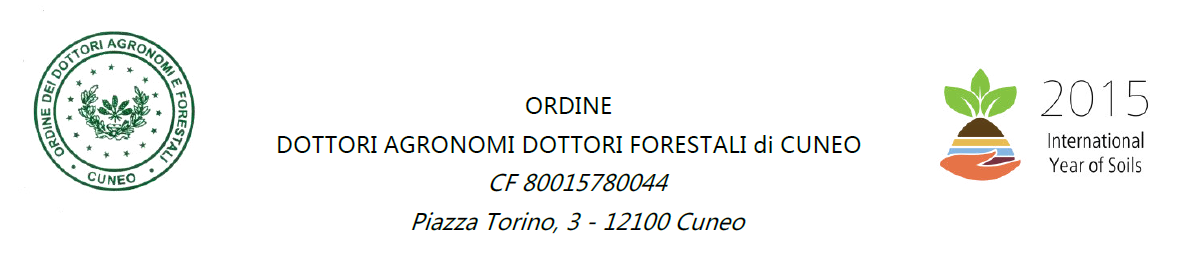 ORDINE DEI DOTTORI AGRONOMI E FORESTALI
• CUNEO •
ORDINE
DOTTORI AGRONOMI DOTTORI FORESTALI di CUNEO
CF 80015780044
Piazza Torino, 3 - 12100 Cuneo
2015
International
Year of Soils